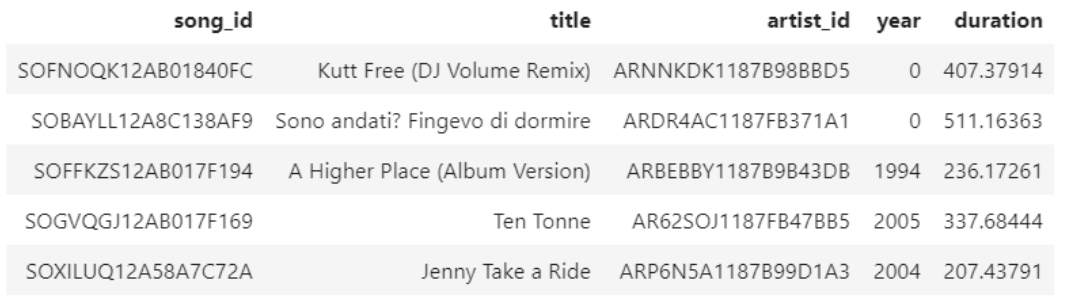 song_id title artist_id year duration
SOFNOQK12AB01840FC Kutt Free (DJ Volume Remix) ARNNKDK1187B98BBD5 0 407.37914
SOBAYLL12A8C138AF9 Sono andati? Fingevo di dormire ARDR4AC1187FB371A1 0 511.16363
SOFFKZS12AB017F194 A Higher Place (Album Version) ARBEBBY1187B9B43DB 1994 236.17261
SOGVQGJ12AB017F169 Ten Tonne AR62SOJ1187FB47BB5 2005 337.68444
SOXILUQ12A58A7C72A Jenny Take a Ride ARP6N5A1187B99D1A3 2004 207.43791